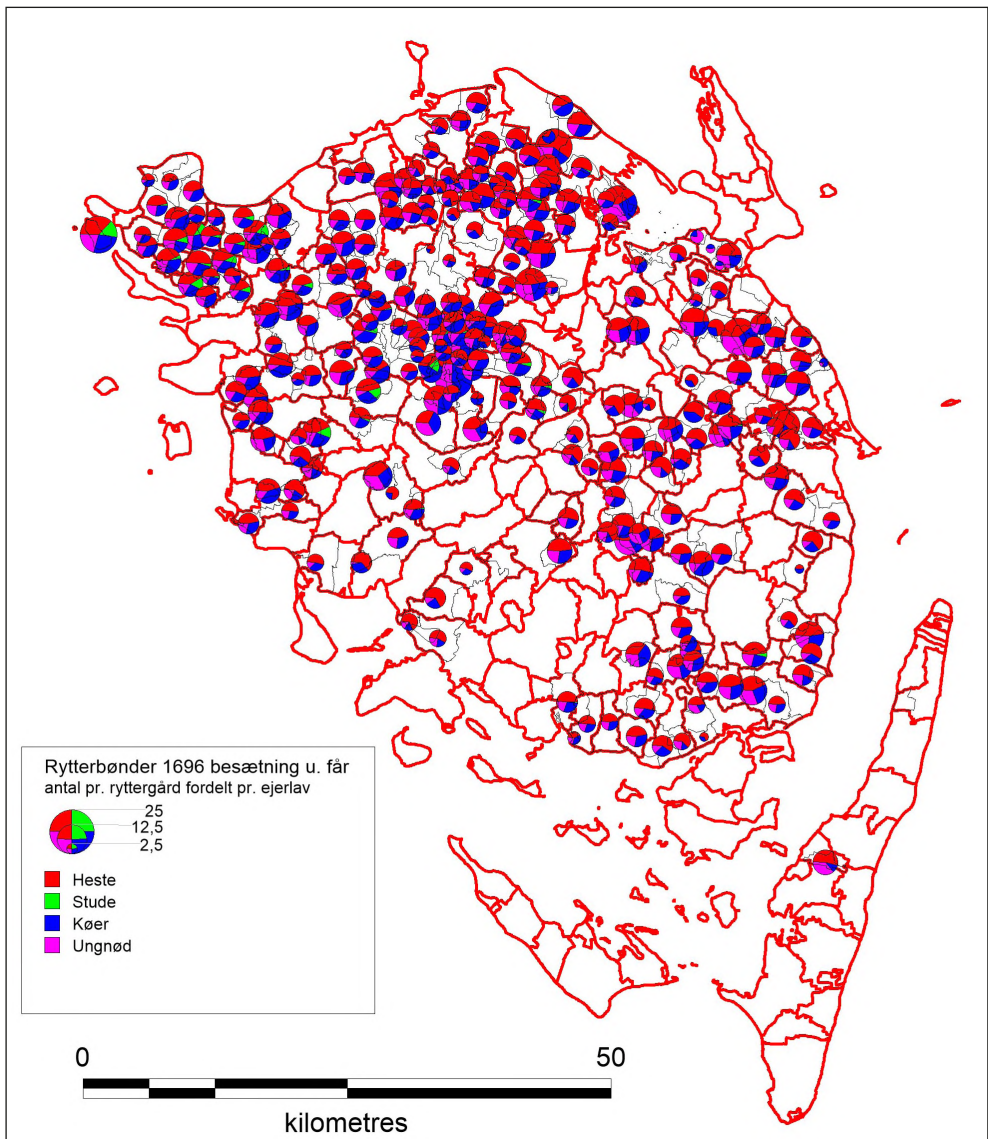 Rytterbønder 1696 besætning u. får
antal pr. ryttergård fordelt pr. ejerlav
25
12,5
2,5
Heste
Stude
Køer
Ungnød
0 50
kilometres